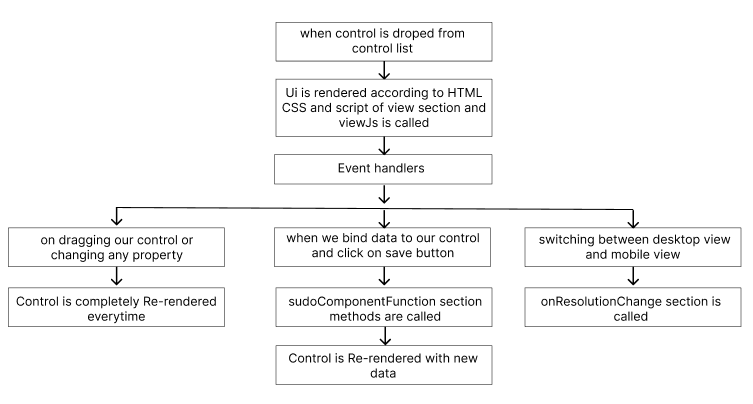 when control is droped from
control list
Ui is rendered according to HTML
CSS and script of view section and
viewJs is called
Event handlers
on dragging our control or
changing any property
Control is completely Re-rendered
everytime
when we bind data to our control
and click on save button
sudoComponentFunction section
methods are called
Control is Re-rendered with new
data
switching between desktop view
and mobile view
onResolutionChange section is
called